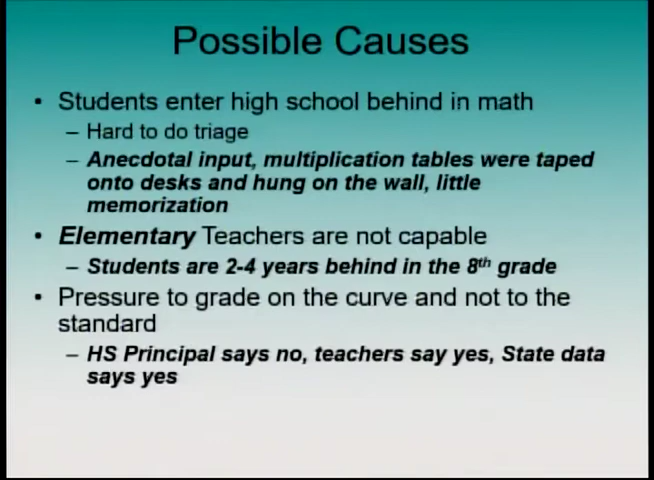 Possible Causes
• Students enter high school behind in math
– Hard to do triage
– Anecdotal input, multiplication tables were taped
onto desks and hung on the wall, little
memorization
• Elementary Teachers are not capable
– Students are 2-4 years behind in the 8th grade
• Pressure to grade on the curve and not to the
standard
– HS Principal says no, teachers say yes, State data
says yes